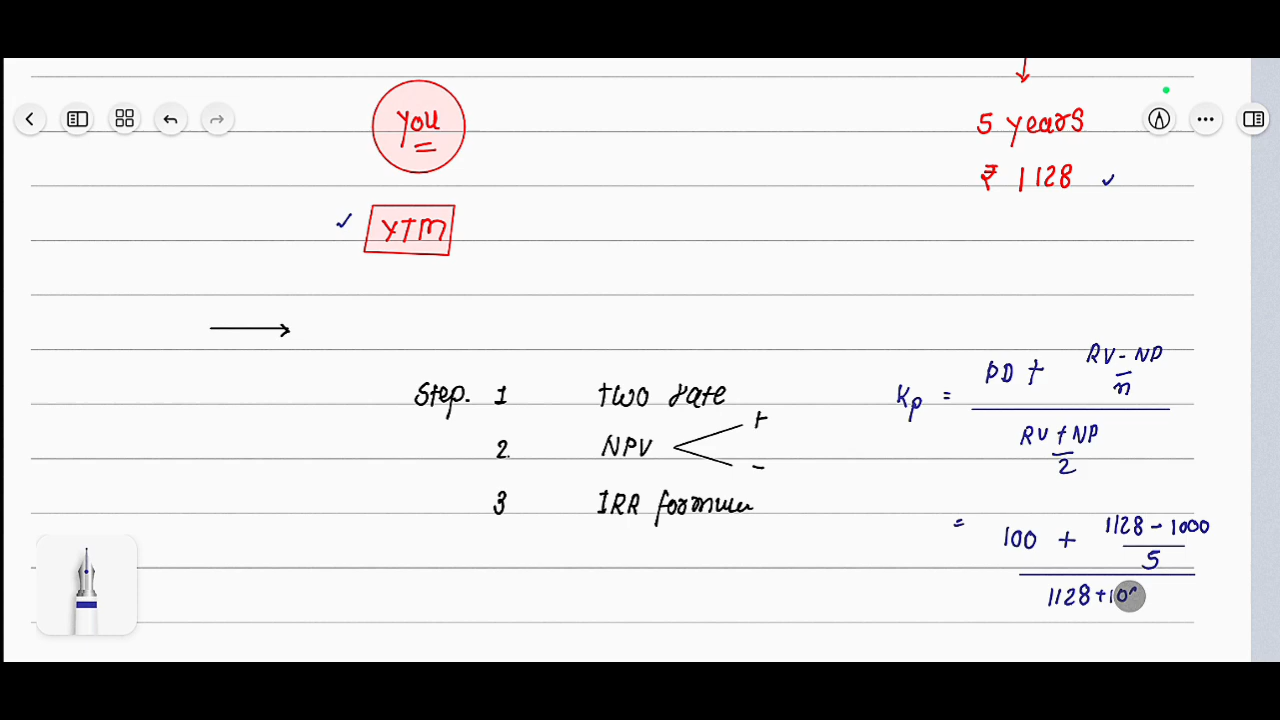 You
5 years
₹ 1128 ✓
✓ YTM
Step. 1 two rate
2. NPV + -
3 IRR formula
Kp = PD + RV - NP / n
RV + NP / 2
= 100 + 1128 - 1000 / 5
1128 + 10